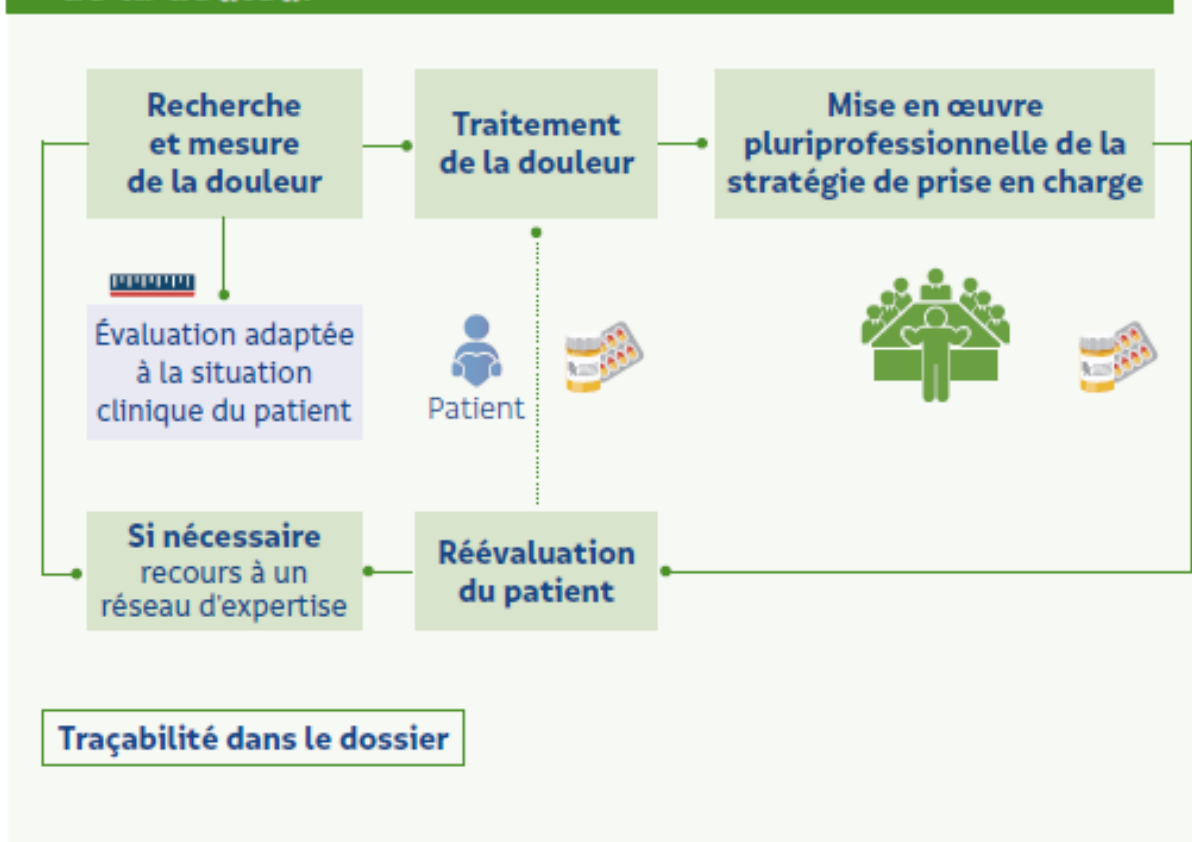 Recherche
et mesure
de la douleur
Traitement
de la douleur
Mise en œuvre
pluriprofessionnelle de la
stratégie de prise en charge
Évaluation adaptée
à la situation
clinique du patient
Patient
Si nécessaire
recours à un
réseau d'expertise
Réévaluation
du patient
Traçabilité dans le dossier